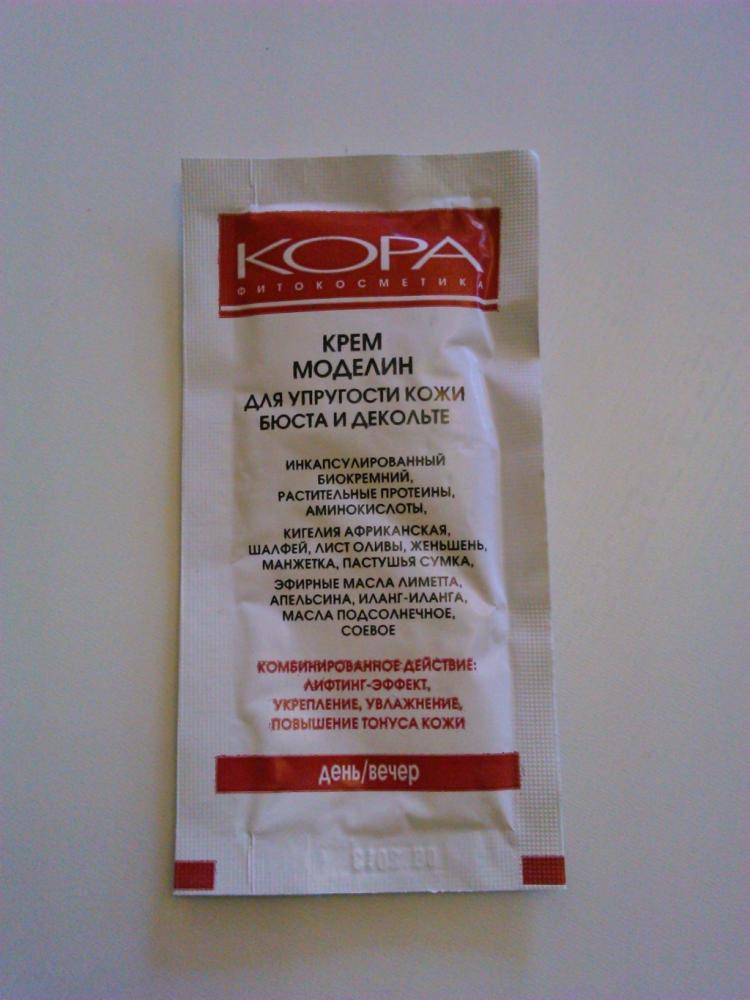 КОРА
ФИТОКОСМЕТИКА
КРЕМ
МОДЕЛИН
ДЛЯ УПРУГОСТИ КОЖИ
БЮСТА И ДЕКОЛЬТЕ
ИНКАПСУЛИРОВАННЫЙ
БИОКРЕМНИЙ,
РАСТИТЕЛЬНЫЕ ПРОТЕИНЫ,
АМИНОКИСЛОТЫ,
КИГЕЛИЯ АФРИКАНСКАЯ,
ШАЛФЕЙ, ЛИСТ ОЛИВЫ, ЖЕНЬШЕНЬ,
МАНЖЕТКА, ПАСТУШЬЯ СУМКА,
ЭФИРНЫЕ МАСЛА ЛИМЕТТА,
АПЕЛЬСИНА, ИЛАНГ-ИЛАНГА,
МАСЛА ПОДСОЛНЕЧНОЕ,
СОЕВОЕ
КОМБИНИРОВАННОЕ ДЕЙСТВИЕ:
ЛИФТИНГ-ЭФФЕКТ,
УКРЕПЛЕНИЕ, УВЛАЖНЕНИЕ,
ПОВЫШЕНИЕ ТОНУСА КОЖИ
день/вечер